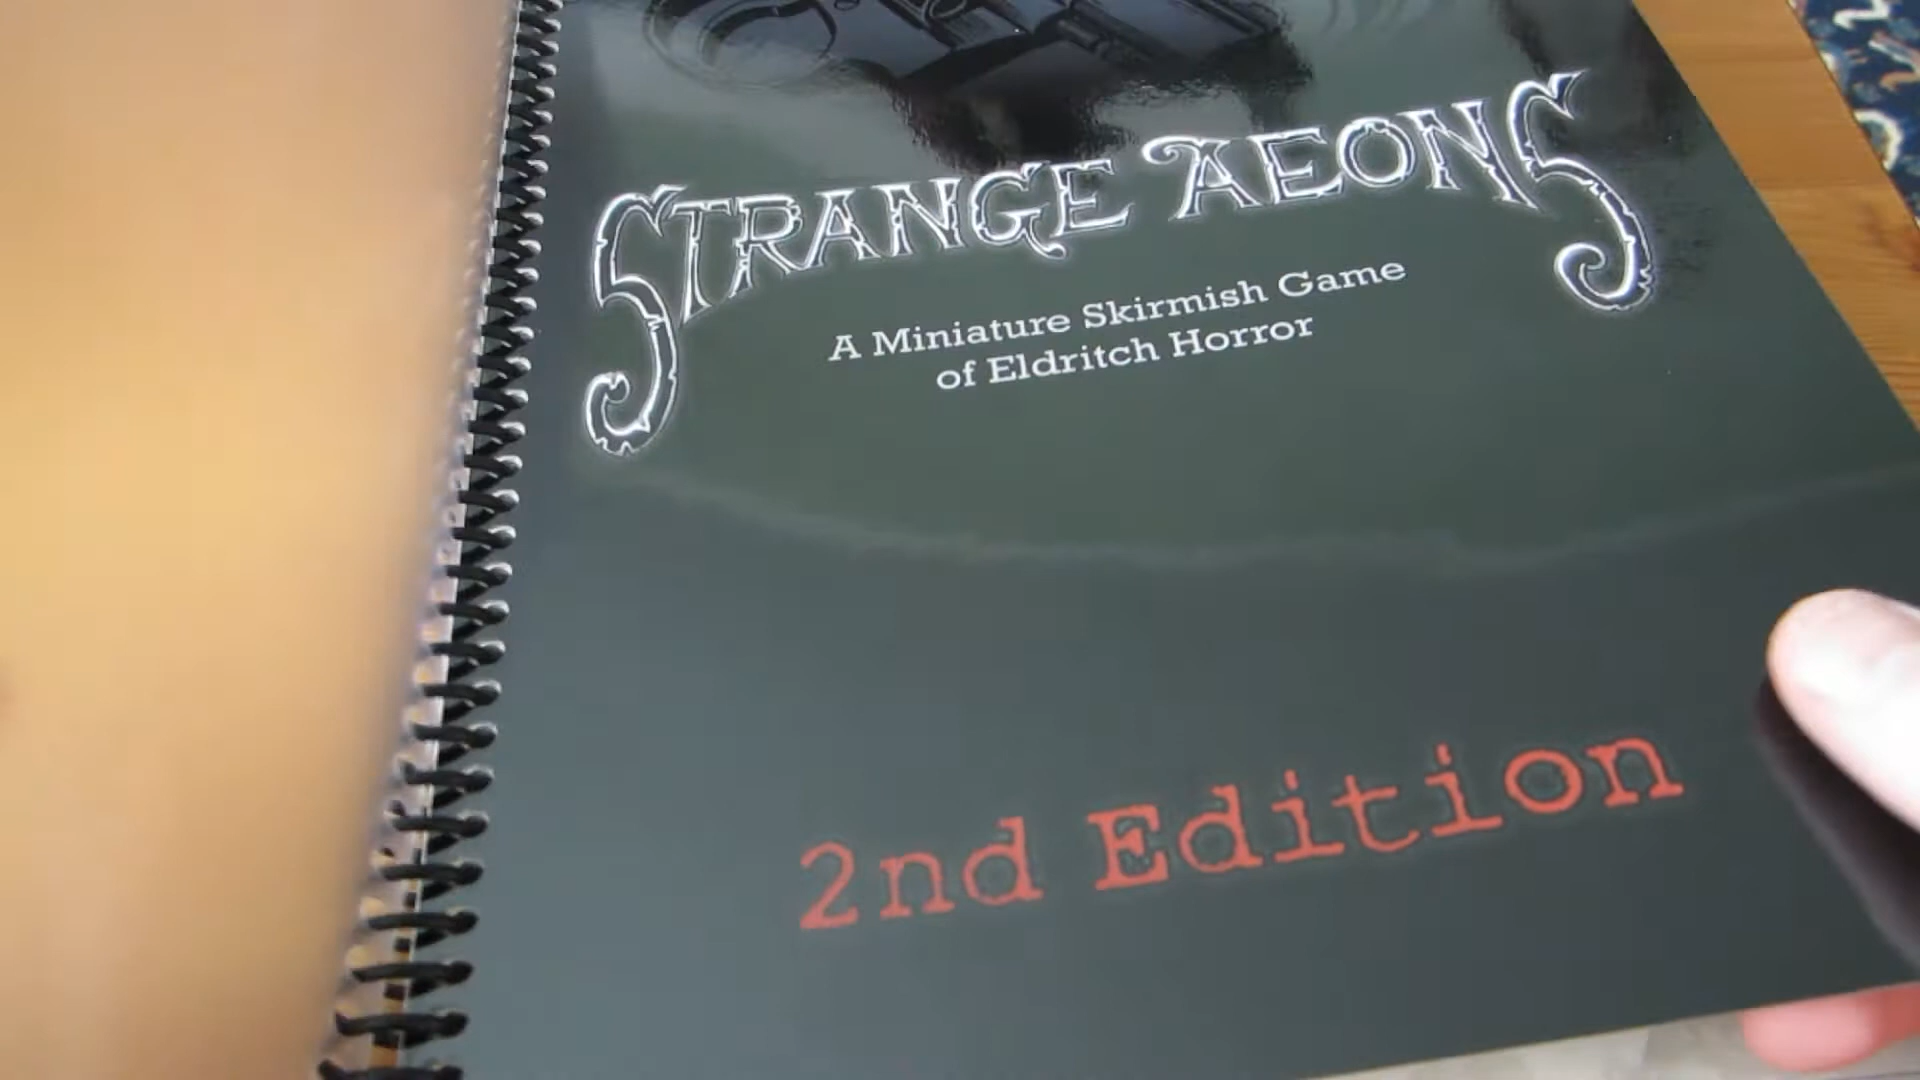 STRANGE AEONS
A Miniature Skirmish Game
of Eldritch Horror
2nd Edition